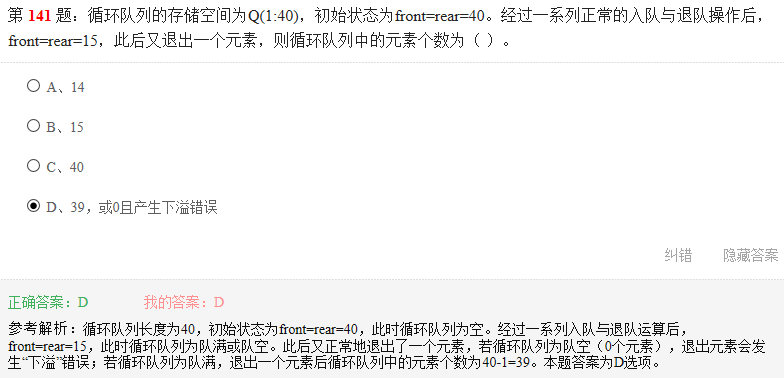 第 141 题：循环队列的存储空间为Q(1:40)，初始状态为front=rear=40。经过一系列正常的入队与退队操作后，
front=rear=15，此后又退出一个元素，则循环队列中的元素个数为（ ）。
A、14
B、15
C、40
D、39，或0且产生下溢错误
纠错 隐藏答案
正确答案：D 我的答案：D
参考解析：循环队列长度为40，初始状态为front=rear=40，此时循环队列为空。经过一系列入队与退队运算后，
front=rear=15，此时循环队列为队满或队空。此后又正常地退出了一个元素，若循环队列为队空（0个元素），退出元素会发
生“下溢”错误；若循环队列为队满，退出一个元素后循环队列中的元素个数为40-1=39。本题答案为D选项。